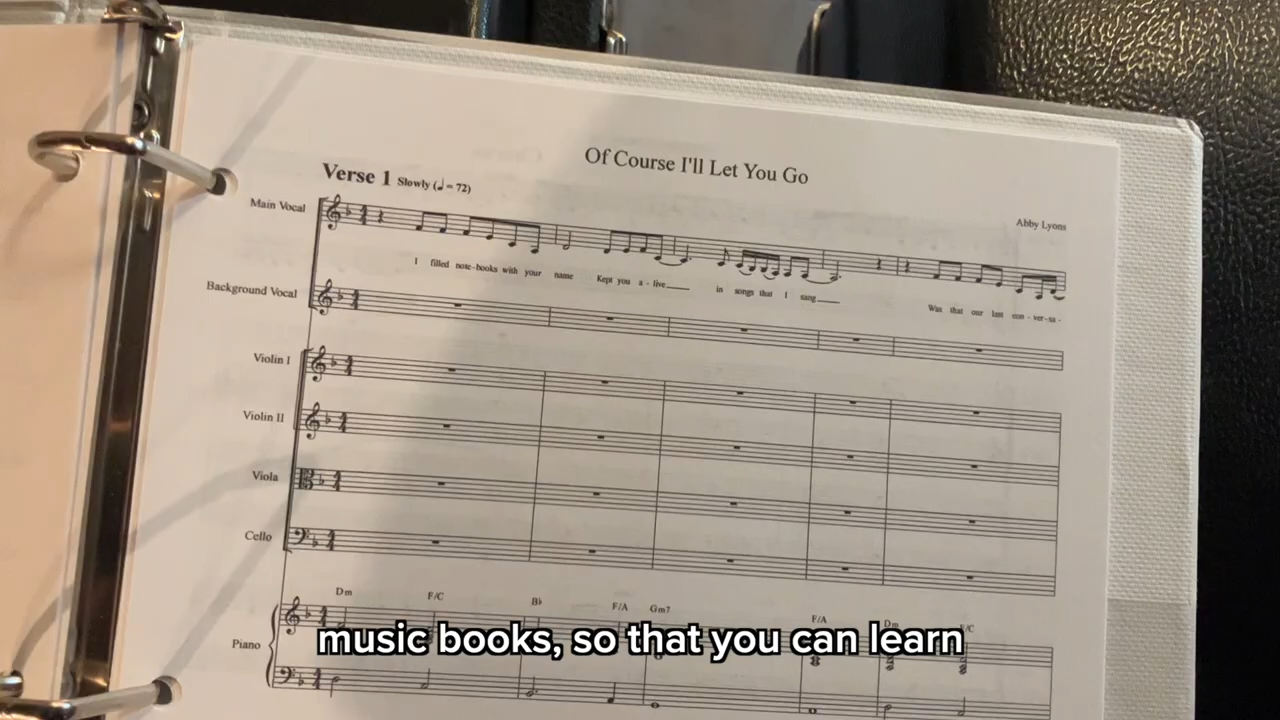 Of Course I'll Let You Go
Verse 1 Slowly (♩ = 72)
Abby Lyons
Main Vocal
I filled note-books with your name Kept you a - live____ in songs that I sang____ Was that our last con - ver - sa -
Background Vocal
Violin I
Violin II
Viola
Cello
Dm F/C B♭ F/A Gm7 F/A Dm F/C
Piano
music books, so that you can learn